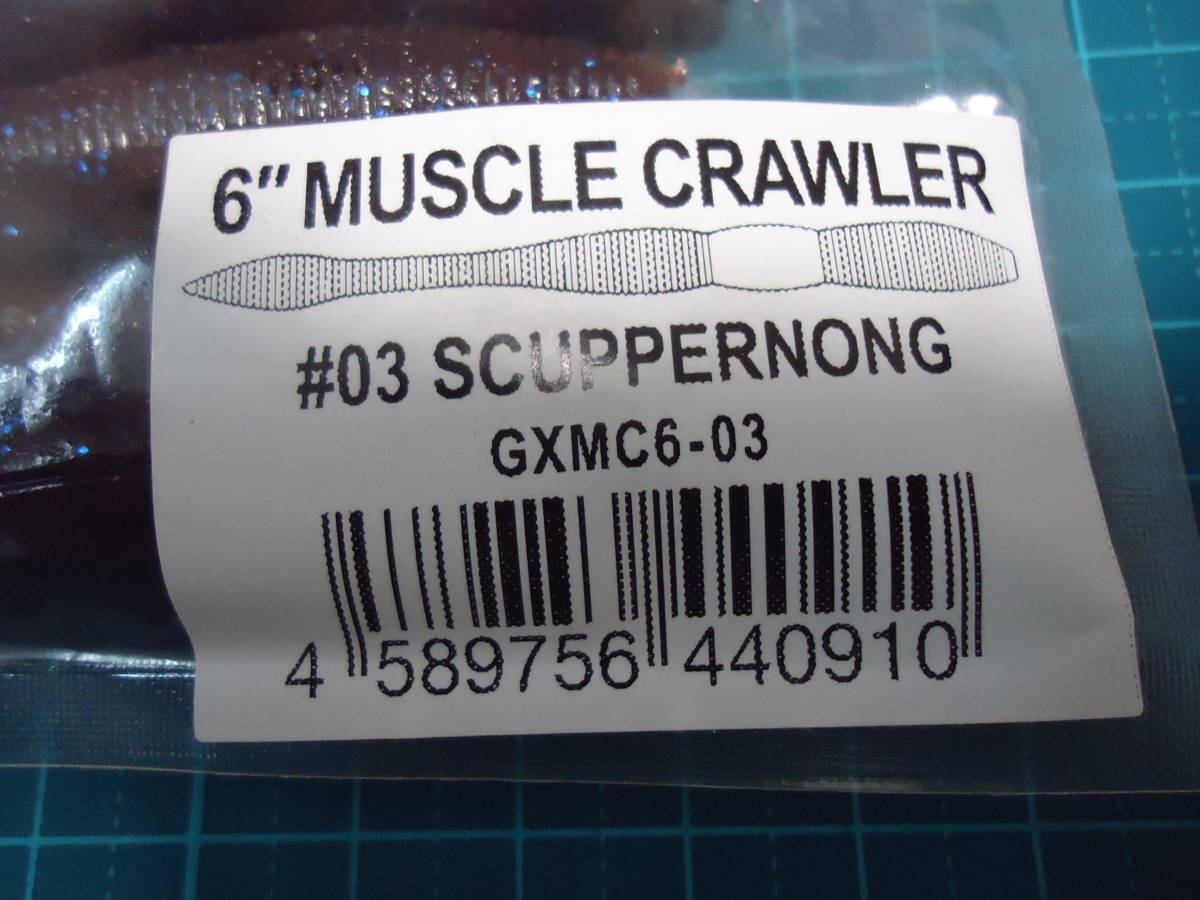 6" MUSCLE CRAWLER
#03 SCUPPERNONG
GXMC6-03
4 589756 440910